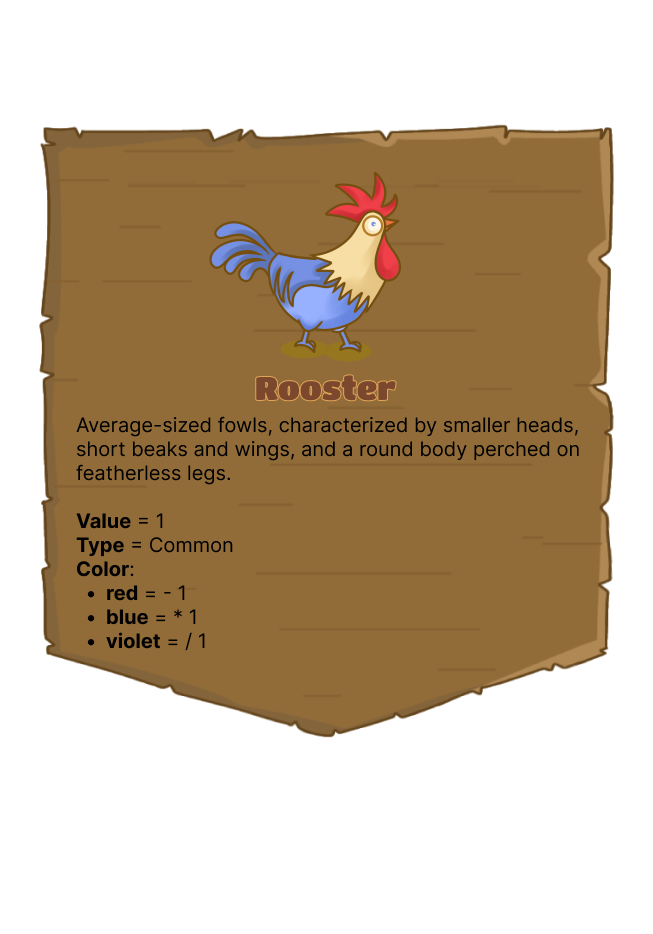 Rooster
Average-sized fowls, characterized by smaller heads,
short beaks and wings, and a round body perched on
featherless legs.
Value = 1
Type = Common
Color:
• red = - 1
• blue = * 1
• violet = / 1